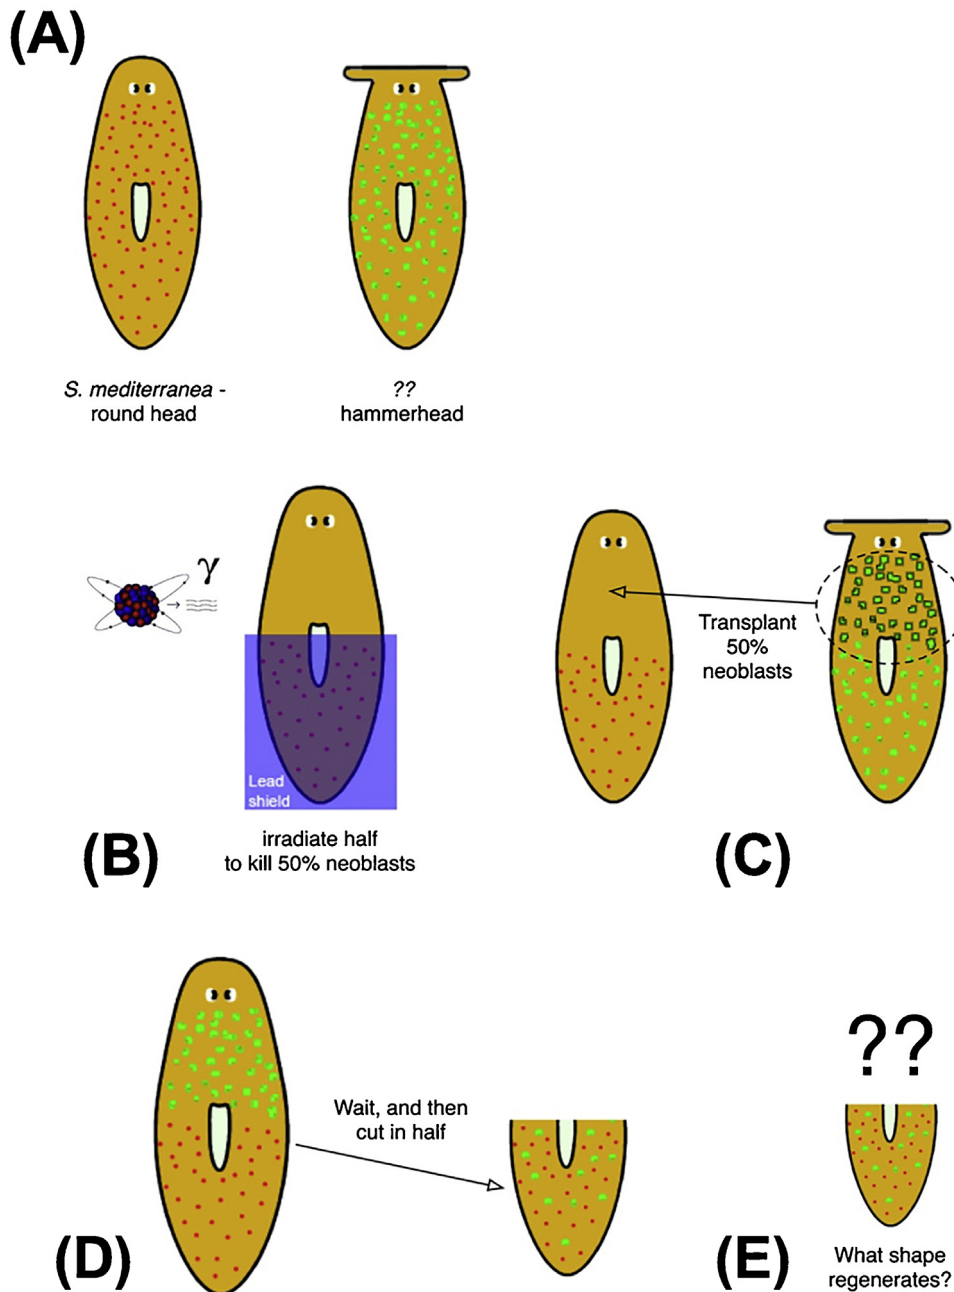 (A)
S. mediterranea -
round head
??
hammerhead
γ
Lead
shield
irradiate half
to kill 50% neoblasts
(B)
Transplant
50%
neoblasts
(C)
Wait, and then
cut in half
(D)
??
What shape
regenerates?
(E)